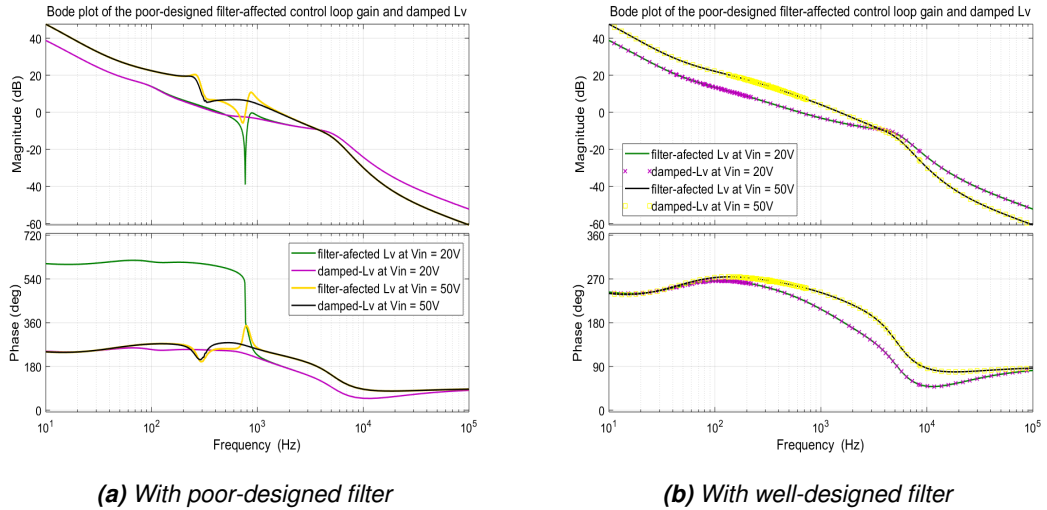 Bode plot of the poor-designed filter-affected control loop gain and damped Lv
40
20
0
-20
-40
-60
Magnitude (dB)
720
540
360
180
0
Phase (deg)
filter-afected Lv at Vin = 20V
damped-Lv at Vin = 20V
filter-afected Lv at Vin = 50V
damped-Lv at Vin = 50V
10^1 10^2 10^3 10^4 10^5
Frequency (Hz)
(a) With poor-designed filter
Bode plot of the poor-designed filter-affected control loop gain and damped Lv
40
20
0
-20
-40
-60
Magnitude (dB)
filter-afected Lv at Vin = 20V
damped-Lv at Vin = 20V
filter-afected Lv at Vin = 50V
damped-Lv at Vin = 50V
360
270
180
90
0
Phase (deg)
10^1 10^2 10^3 10^4 10^5
Frequency (Hz)
(b) With well-designed filter